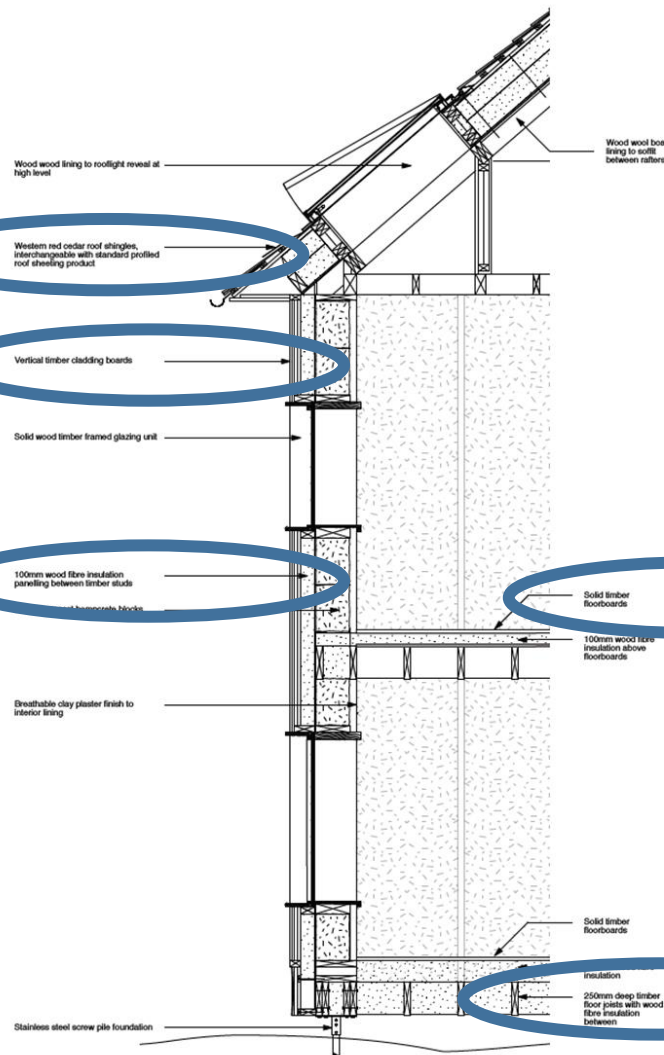 Wood wood lining to rooflight reveal at
high level
Wood wool
lining to soffit
between rafters
Western red cedar roof shingles,
interchangeable with standard profiled
roof sheeting product
Vertical timber cladding boards
Solid wood timber framed glazing unit
100mm wood fibre insulation
panelling between timber studs
hempcrete blocks
Solid timber
floorboards
100mm wood fibre
insulation above
floorboards
Breathable clay plaster finish to
interior lining
Solid timber
floorboards
insulation
250mm deep timber
floor joists with wood
fibre insulation
between
Stainless steel screw pile foundation